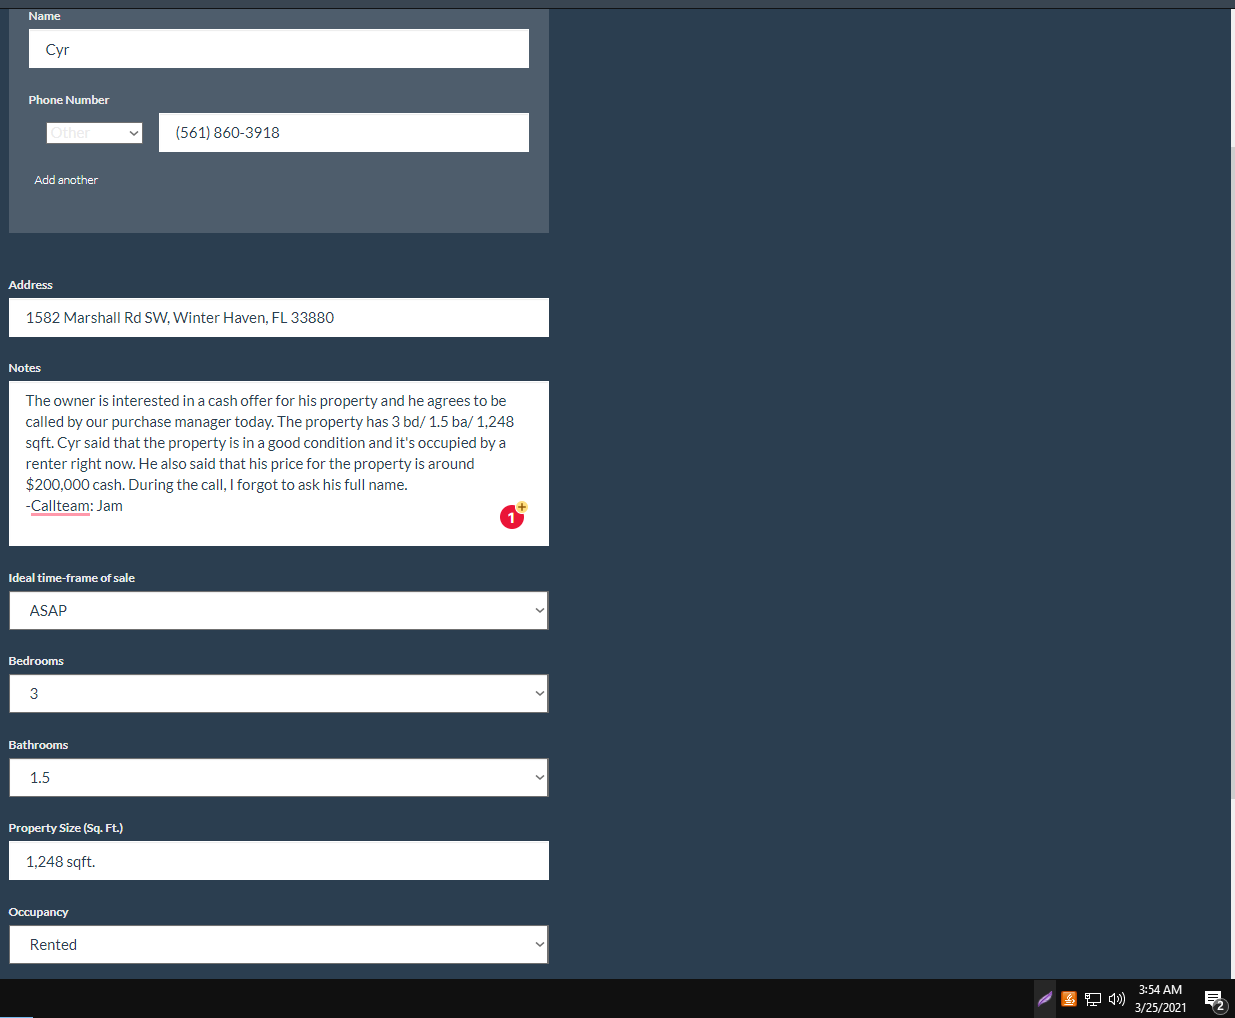 Name
Cyr
Phone Number
Other
(561) 860-3918
Add another
Address
1582 Marshall Rd SW, Winter Haven, FL 33880
Notes
The owner is interested in a cash offer for his property and he agrees to be
called by our purchase manager today. The property has 3 bd/ 1.5 ba/ 1,248
sqft. Cyr said that the property is in a good condition and it's occupied by a
renter right now. He also said that his price for the property is around
$200,000 cash. During the call, I forgot to ask his full name.
-Callteam: Jam
1
+
Ideal time-frame of sale
ASAP
Bedrooms
3
Bathrooms
1.5
Property Size (Sq. Ft.)
1,248 sqft.
Occupancy
Rented
3:54 AM
3/25/2021
2